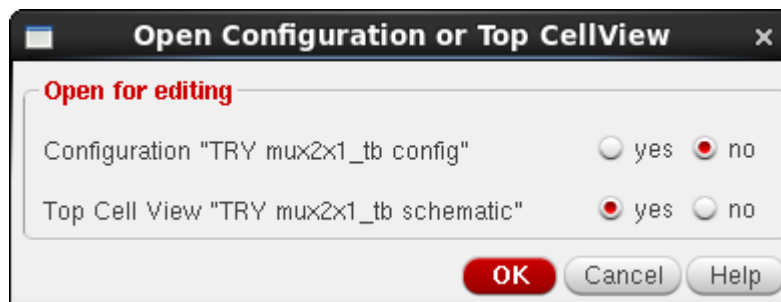 Open Configuration or Top CellView
Open for editing
Configuration "TRY mux2x1_tb config" yes no
Top Cell View "TRY mux2x1_tb schematic" yes no
OK Cancel Help